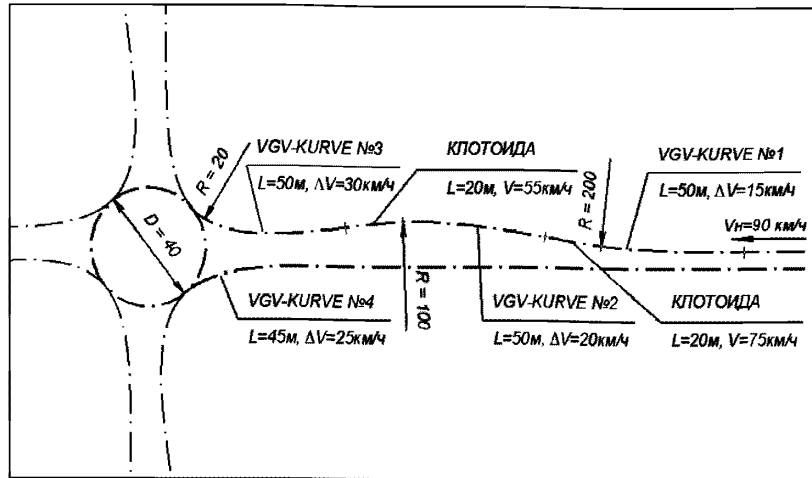 VGV-KURVE №3
L=50м, ΔV=30км/ч
КЛОТОИДА
L=20м, V=55км/ч
VGV-KURVE №1
L=50м, ΔV=15км/ч
R = 20
R = 200
Vн=90 км/ч
D = 40
R = 100
VGV-KURVE №4
L=45м, ΔV=25км/ч
VGV-KURVE №2
L=50м, ΔV=20км/ч
КЛОТОИДА
L=20м, V=75км/ч